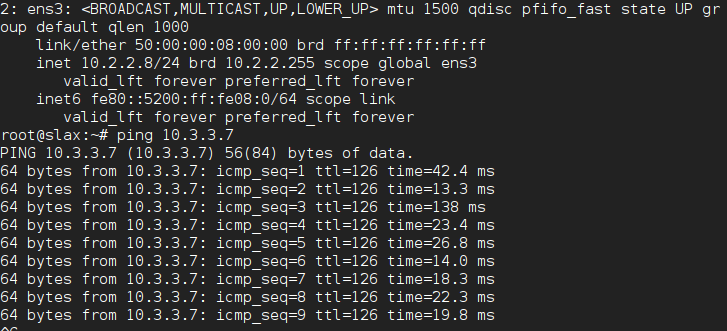 2: ens3: <BROADCAST,MULTICAST,UP,LOWER_UP> mtu 1500 qdisc pfifo_fast state UP gr
oup default qlen 1000
    link/ether 50:00:00:08:00:00 brd ff:ff:ff:ff:ff:ff
    inet 10.2.2.8/24 brd 10.2.2.255 scope global ens3
       valid_lft forever preferred_lft forever
    inet6 fe80::5200:ff:fe08:0/64 scope link
       valid_lft forever preferred_lft forever
root@slax:~# ping 10.3.3.7
PING 10.3.3.7 (10.3.3.7) 56(84) bytes of data.
64 bytes from 10.3.3.7: icmp_seq=1 ttl=126 time=42.4 ms
64 bytes from 10.3.3.7: icmp_seq=2 ttl=126 time=13.3 ms
64 bytes from 10.3.3.7: icmp_seq=3 ttl=126 time=138 ms
64 bytes from 10.3.3.7: icmp_seq=4 ttl=126 time=23.4 ms
64 bytes from 10.3.3.7: icmp_seq=5 ttl=126 time=26.8 ms
64 bytes from 10.3.3.7: icmp_seq=6 ttl=126 time=14.0 ms
64 bytes from 10.3.3.7: icmp_seq=7 ttl=126 time=18.3 ms
64 bytes from 10.3.3.7: icmp_seq=8 ttl=126 time=22.3 ms
64 bytes from 10.3.3.7: icmp_seq=9 ttl=126 time=19.8 ms